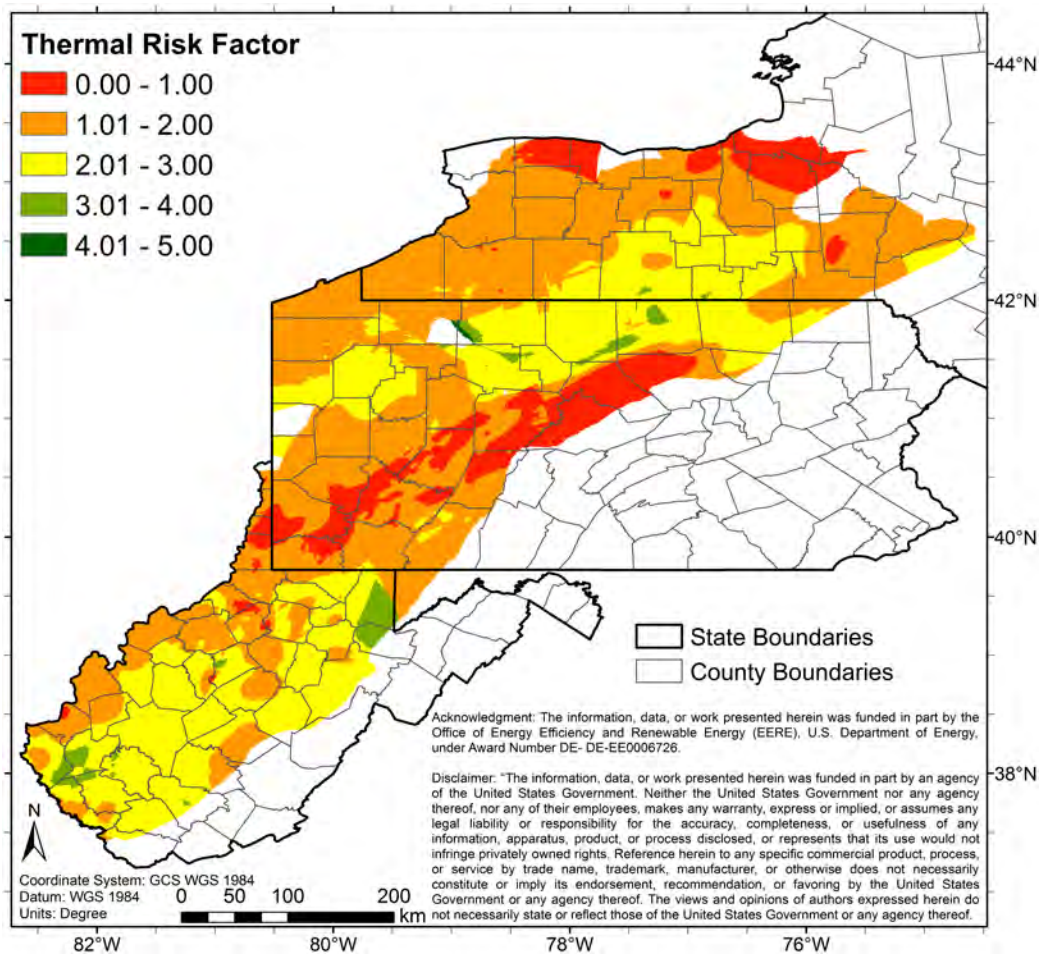 Thermal Risk Factor
0.00 - 1.00
1.01 - 2.00
2.01 - 3.00
3.01 - 4.00
4.01 - 5.00
44°N
42°N
40°N
State Boundaries
County Boundaries
Acknowledgment: The information, data, or work presented herein was funded in part by the
Office of Energy Efficiency and Renewable Energy (EERE), U.S. Department of Energy,
under Award Number DE- DE-EE0006726.
38°N
Disclaimer: “The information, data, or work presented herein was funded in part by an agency
of the United States Government. Neither the United States Government nor any agency
thereof, nor any of their employees, makes any warranty, express or implied, or assumes any
legal liability or responsibility for the accuracy, completeness, or usefulness of any
information, apparatus, product, or process disclosed, or represents that its use would not
infringe privately owned rights. Reference herein to any specific commercial product, process,
or service by trade name, trademark, manufacturer, or otherwise does not necessarily
constitute or imply its endorsement, recommendation, or favoring by the United States
Government or any agency thereof. The views and opinions of authors expressed herein do
not necessarily state or reflect those of the United States Government or any agency thereof.
N
Coordinate System: GCS WGS 1984
Datum: WGS 1984
Units: Degree
0 50 100 200
km
82°W 80°W 78°W 76°W